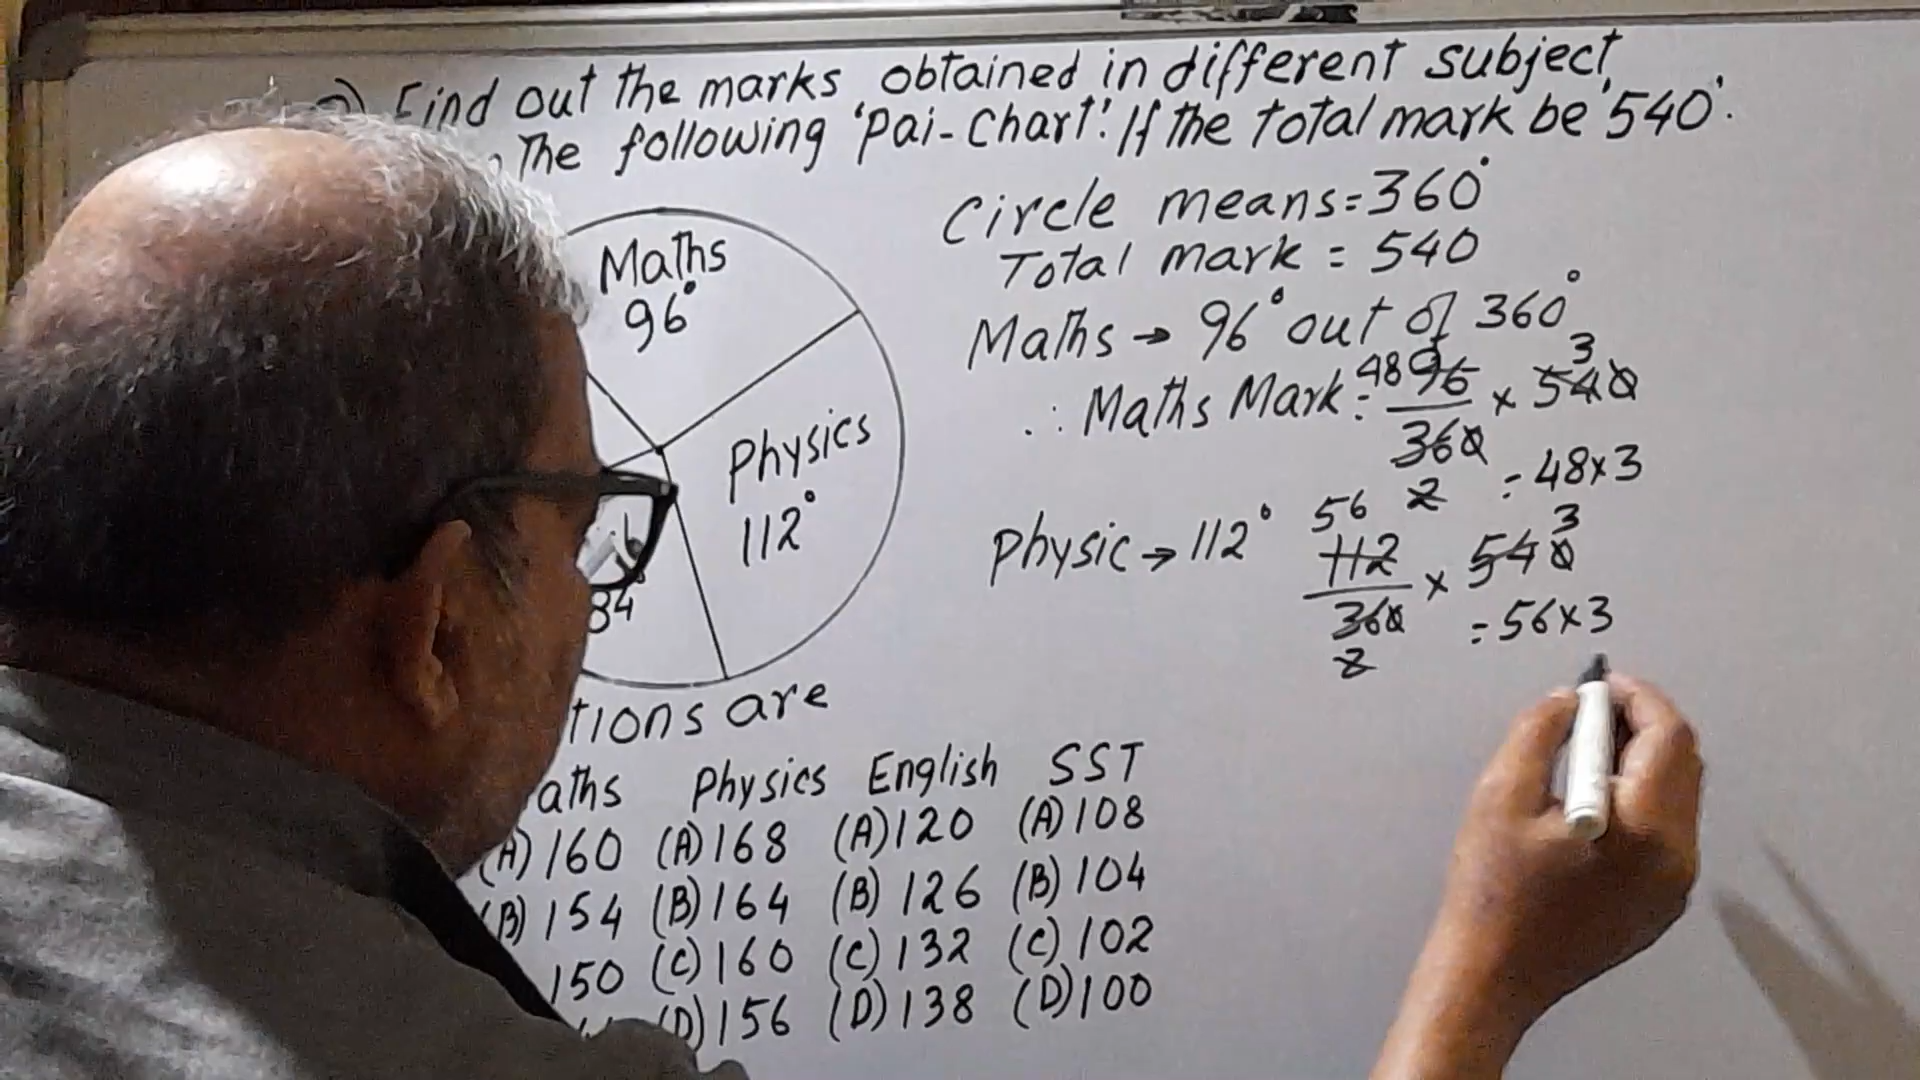 Find out the marks obtained in different subject
The following 'Pai-Chart'. If the total mark be '540'.
Maths
96°
Physics
112°
84
Circle means=360°
Total mark = 540
Maths → 96° out of 360°
∴ Maths Mark = 48 96/360 × 540 3
2
= 48×3
Physic → 112° 56 112/360 × 540 3
2
= 56×3
tions are
aths Physics English SST
(A) 160 (A) 168 (A) 120 (A) 108
(B) 154 (B) 164 (B) 126 (B) 104
150 (C) 160 (C) 132 (C) 102
(D) 156 (D) 138 (D) 100